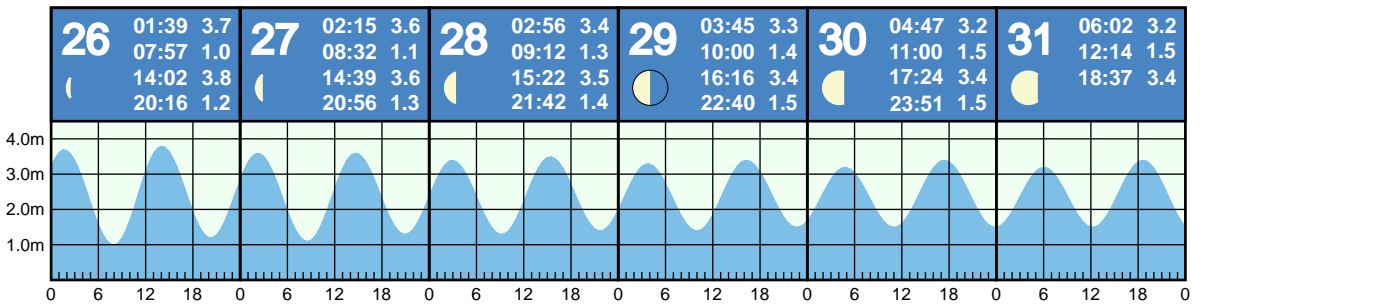 26 27 28 29 30 31
01:39 3.7 02:15 3.6 02:56 3.4 03:45 3.3 04:47 3.2 06:02 3.2
07:57 1.0 08:32 1.1 09:12 1.3 10:00 1.4 11:00 1.5 12:14 1.5
14:02 3.8 14:39 3.6 15:22 3.5 16:16 3.4 17:24 3.4 18:37 3.4
20:16 1.2 20:56 1.3 21:42 1.4 22:40 1.5 23:51 1.5
4.0m
3.0m
2.0m
1.0m
0 6 12 18 0 6 12 18 0 6 12 18 0 6 12 18 0 6 12 18 0 6 12 18 0